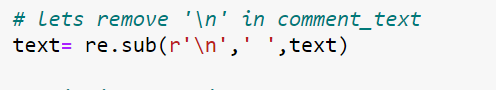 # lets remove '\n' in comment_text
text= re.sub(r'\n',' ',text)